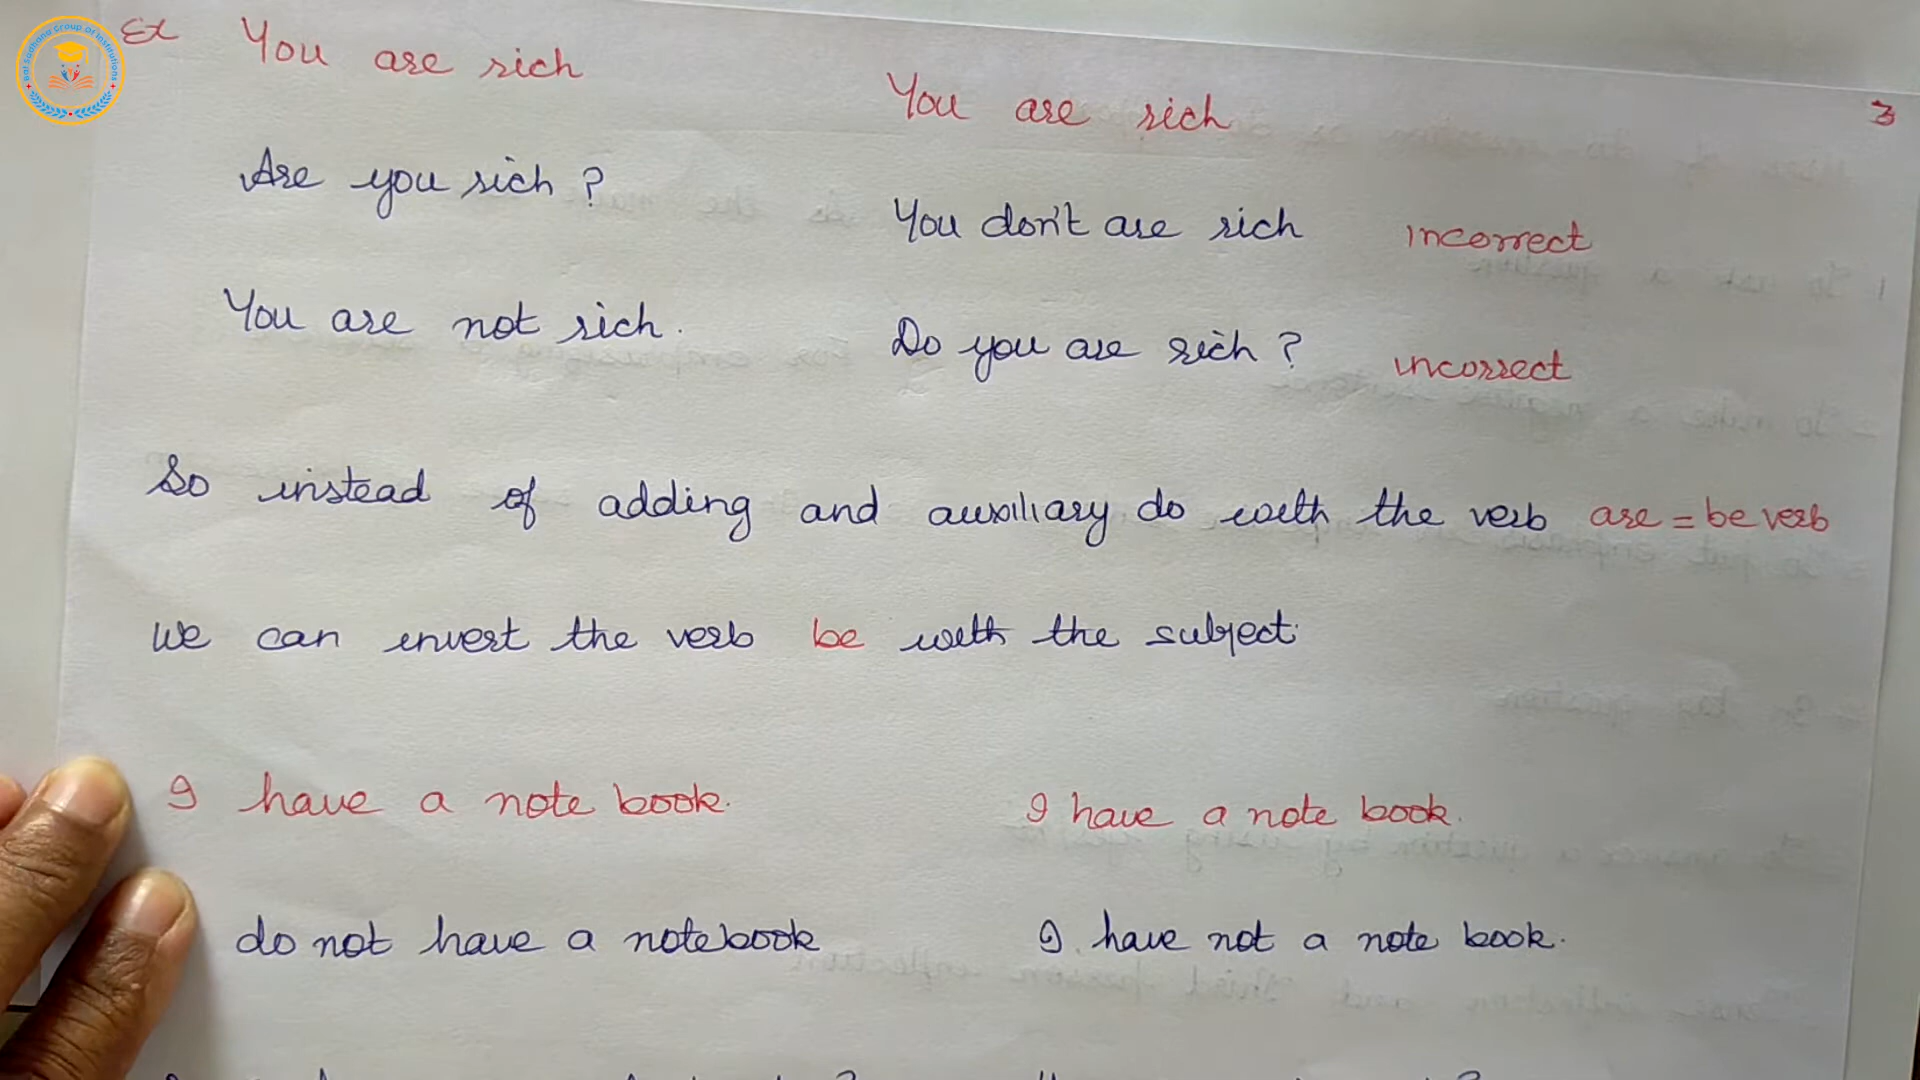 Ex You are rich
You are rich
3
Are you rich ?
You don't are rich incorrect
You are not rich.
Do you are rich ? incorrect
So instead of adding and auxiliary do with the verb are = be verb
we can invert the verb be with the subject.
I have a note book.
I have a note book.
do not have a notebook
I have not a note book.